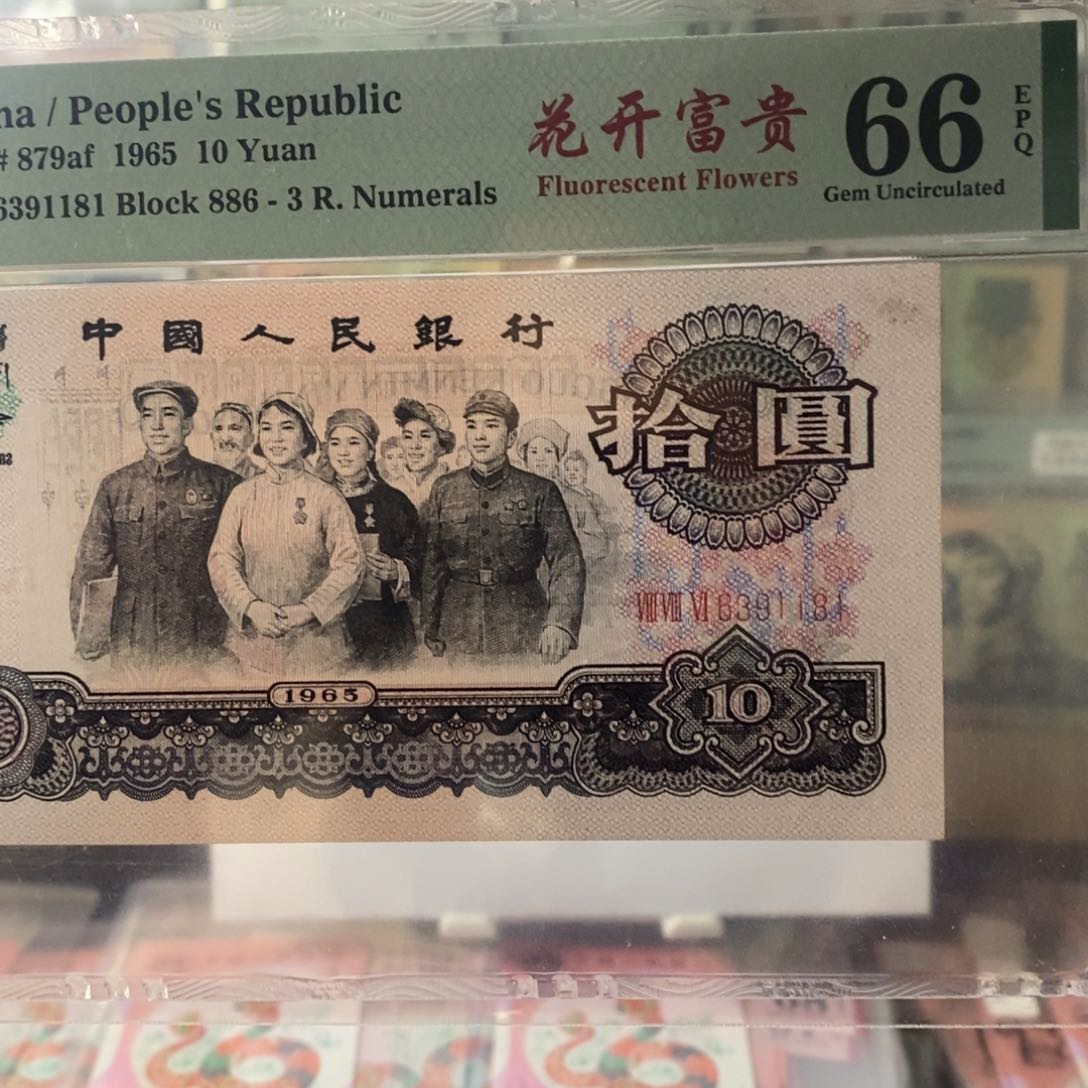 na / People's Republic
# 879af 1965 10 Yuan
6391181 Block 886 - 3 R. Numerals
花开富贵
Fluorescent Flowers
66
EPQ
Gem Uncirculated
中國人民銀行
拾圓
VIII VIII VI 6391181
1965
10